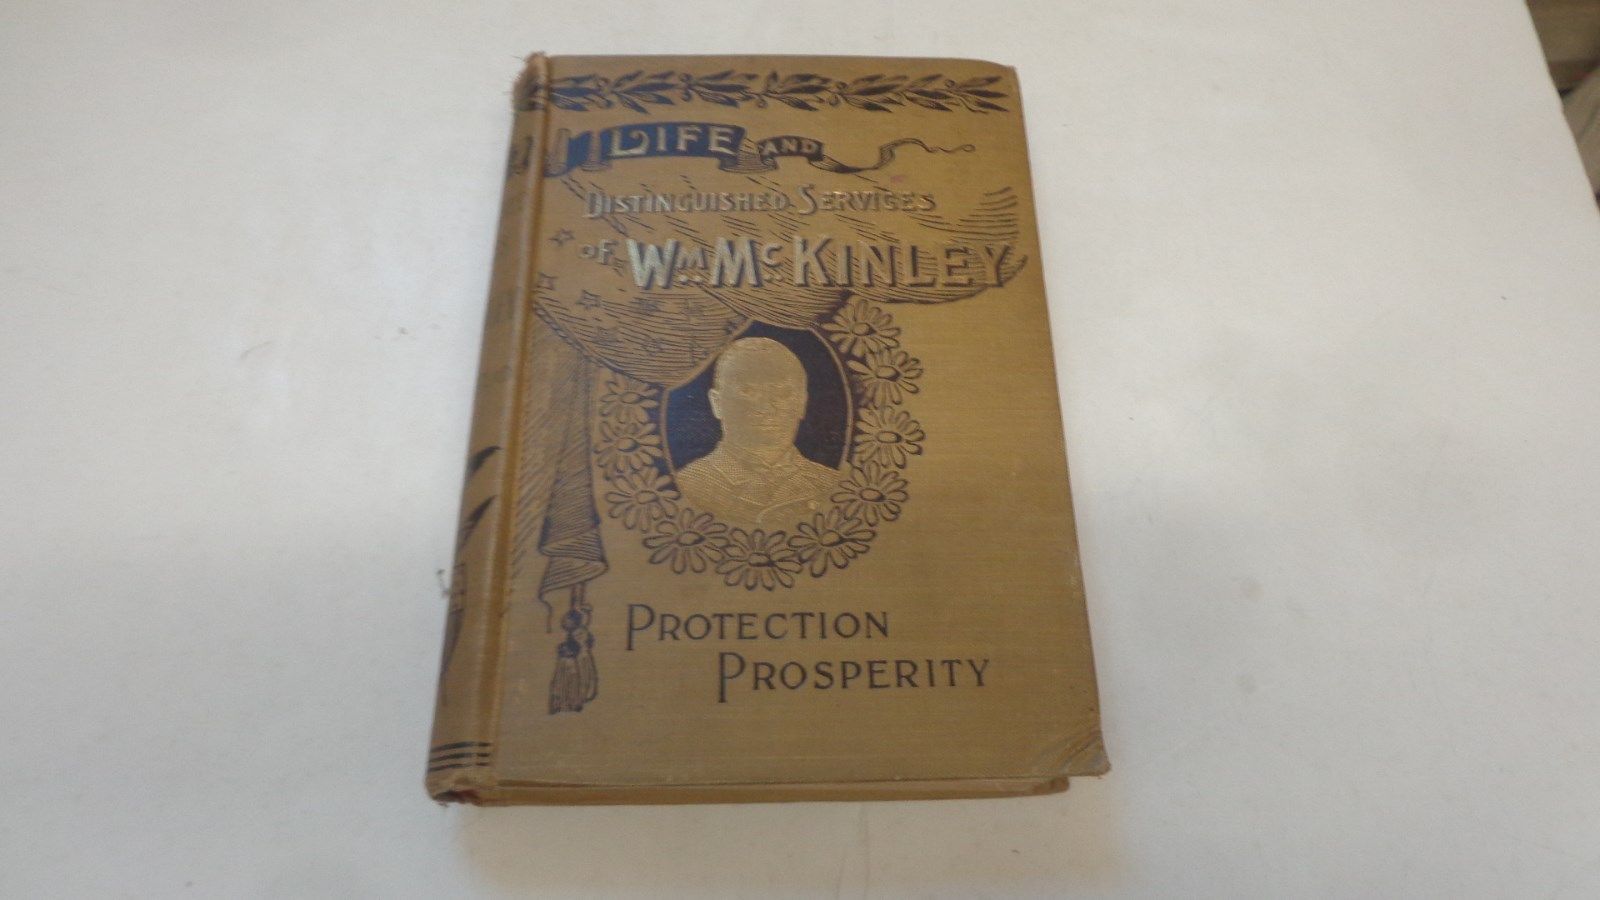 LIFE AND
DISTINGUISHED SERVICES
OF WM MCKINLEY
PROTECTION
PROSPERITY